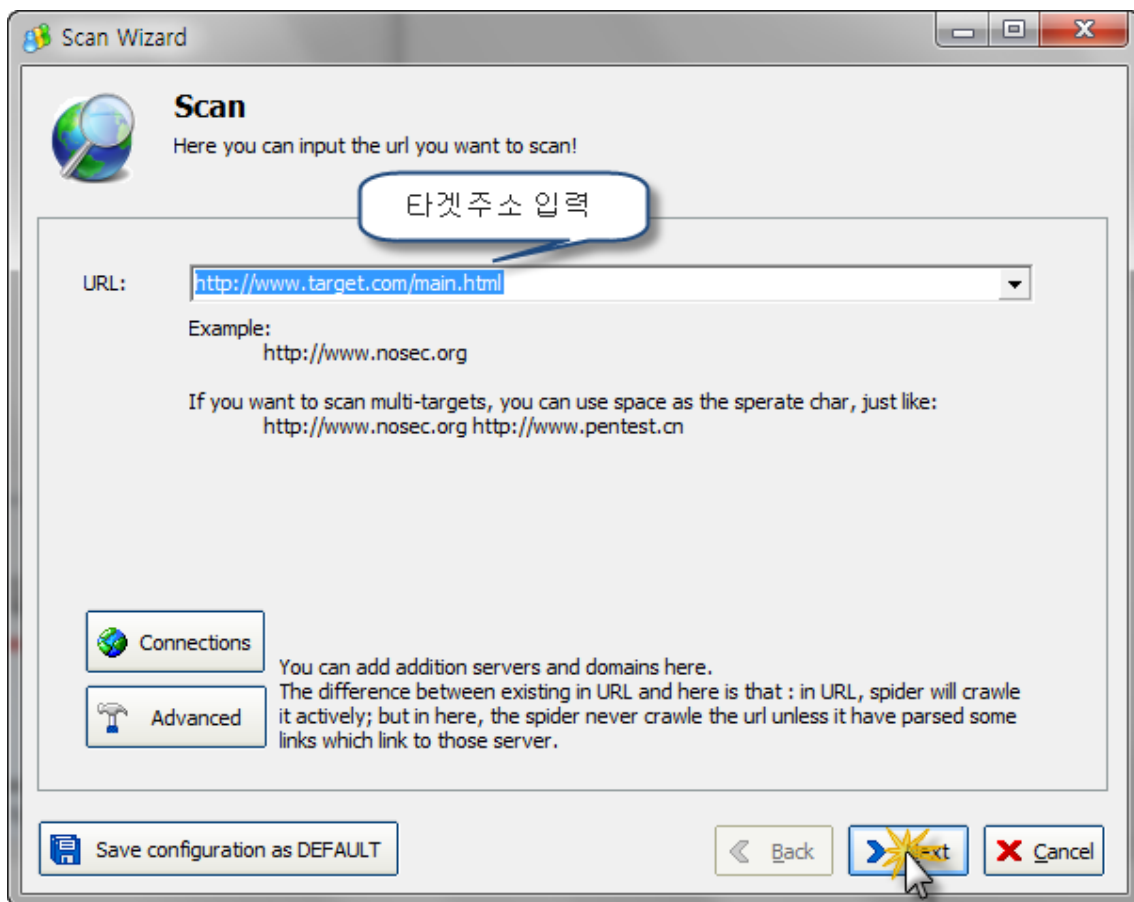 Scan Wizard
Scan
Here you can input the url you want to scan!
타겟주소 입력
URL:
http://www.target.com/main.html
Example:
http://www.nosec.org
If you want to scan multi-targets, you can use space as the sperate char, just like:
http://www.nosec.org http://www.pentest.cn
Connections
Advanced
You can add addition servers and domains here.
The difference between existing in URL and here is that : in URL, spider will crawle
it actively; but in here, the spider never crawle the url unless it have parsed some
links which link to those server.
Save configuration as DEFAULT
Back
Cancel